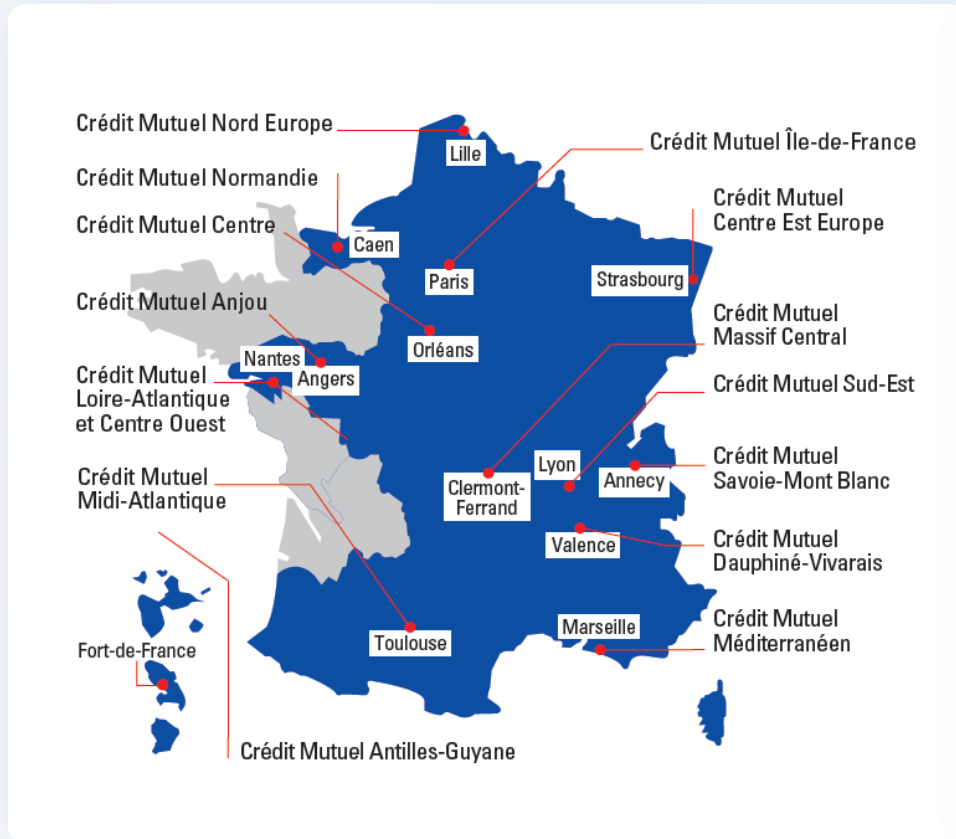 Crédit Mutuel Nord Europe
Lille
Crédit Mutuel Île-de-France
Crédit Mutuel Normandie
Crédit Mutuel
Centre Est Europe
Crédit Mutuel Centre
Caen
Paris
Strasbourg
Crédit Mutuel Anjou
Crédit Mutuel
Massif Central
Orléans
Nantes
Angers
Crédit Mutuel
Loire-Atlantique
et Centre Ouest
Crédit Mutuel Sud-Est
Lyon
Annecy
Crédit Mutuel
Savoie-Mont Blanc
Crédit Mutuel
Midi-Atlantique
Clermont-
Ferrand
Valence
Crédit Mutuel
Dauphiné-Vivarais
Marseille
Crédit Mutuel
Méditerranéen
Toulouse
Fort-de-France
Crédit Mutuel Antilles-Guyane